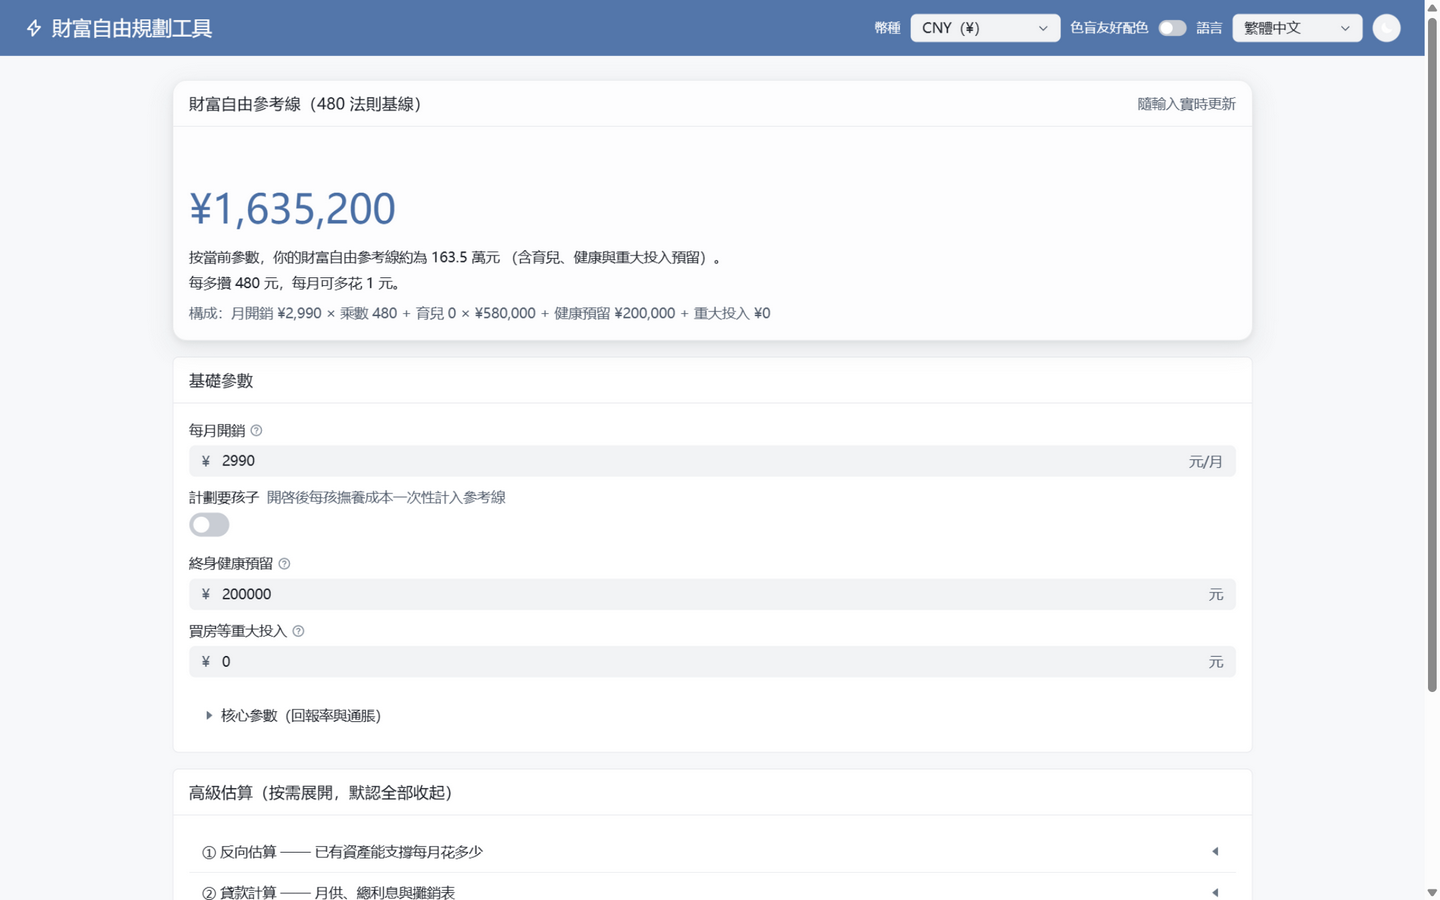 財富自由規劃工具
幣種 CNY (¥) 色盲友好配色 語言 繁體中文
財富自由參考線（480 法則基線） 隨輸入實時更新
¥1,635,200
按當前參數，你的財富自由參考線約為 163.5 萬元 （含育兒、健康與重大投入預留）。
每多攢 480 元，每月可多花 1 元。
構成：月開銷 ¥2,990 × 乘數 480 + 育兒 0 × ¥580,000 + 健康預留 ¥200,000 + 重大投入 ¥0
基礎參數
每月開銷
¥ 2990 元/月
計劃要孩子 開啓後每孩撫養成本一次性計入參考線
終身健康預留
¥ 200000 元
買房等重大投入
¥ 0 元
核心參數（回報率與通脹）
高級估算（按需展開，默認全部收起）
① 反向估算 —— 已有資產能支撐每月花多少
② 貸款計算 —— 月供、總利息與攤銷表